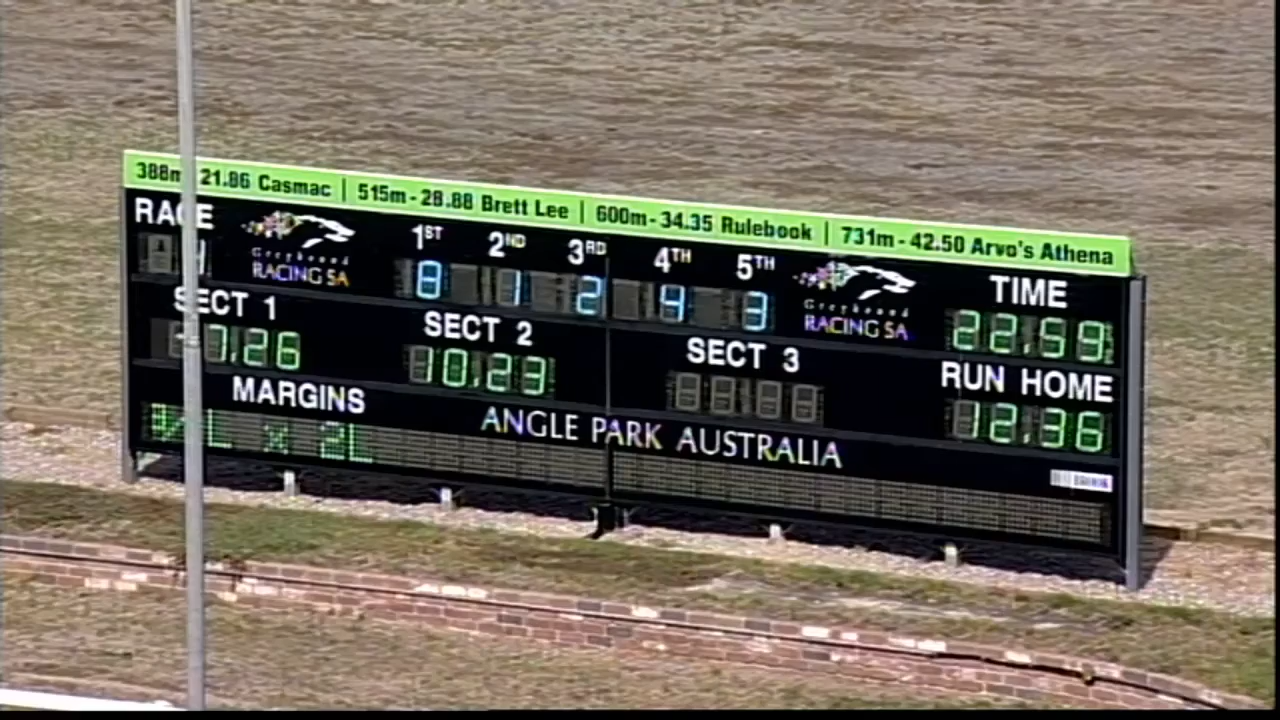 388m - 21.86 Casmac | 515m - 28.88 Brett Lee | 600m - 34.35 Rulebook | 731m - 42.50 Arvo's Athena
RACE
Greyhound
RACING SA
1ST 2ND 3RD 4TH 5TH
8 1 2 4 3
Greyhound
RACING SA
TIME
22.59
SECT 1
7.26
SECT 2
10.23
SECT 3
RUN HOME
12.36
MARGINS
L x 2L
ANGLE PARK AUSTRALIA